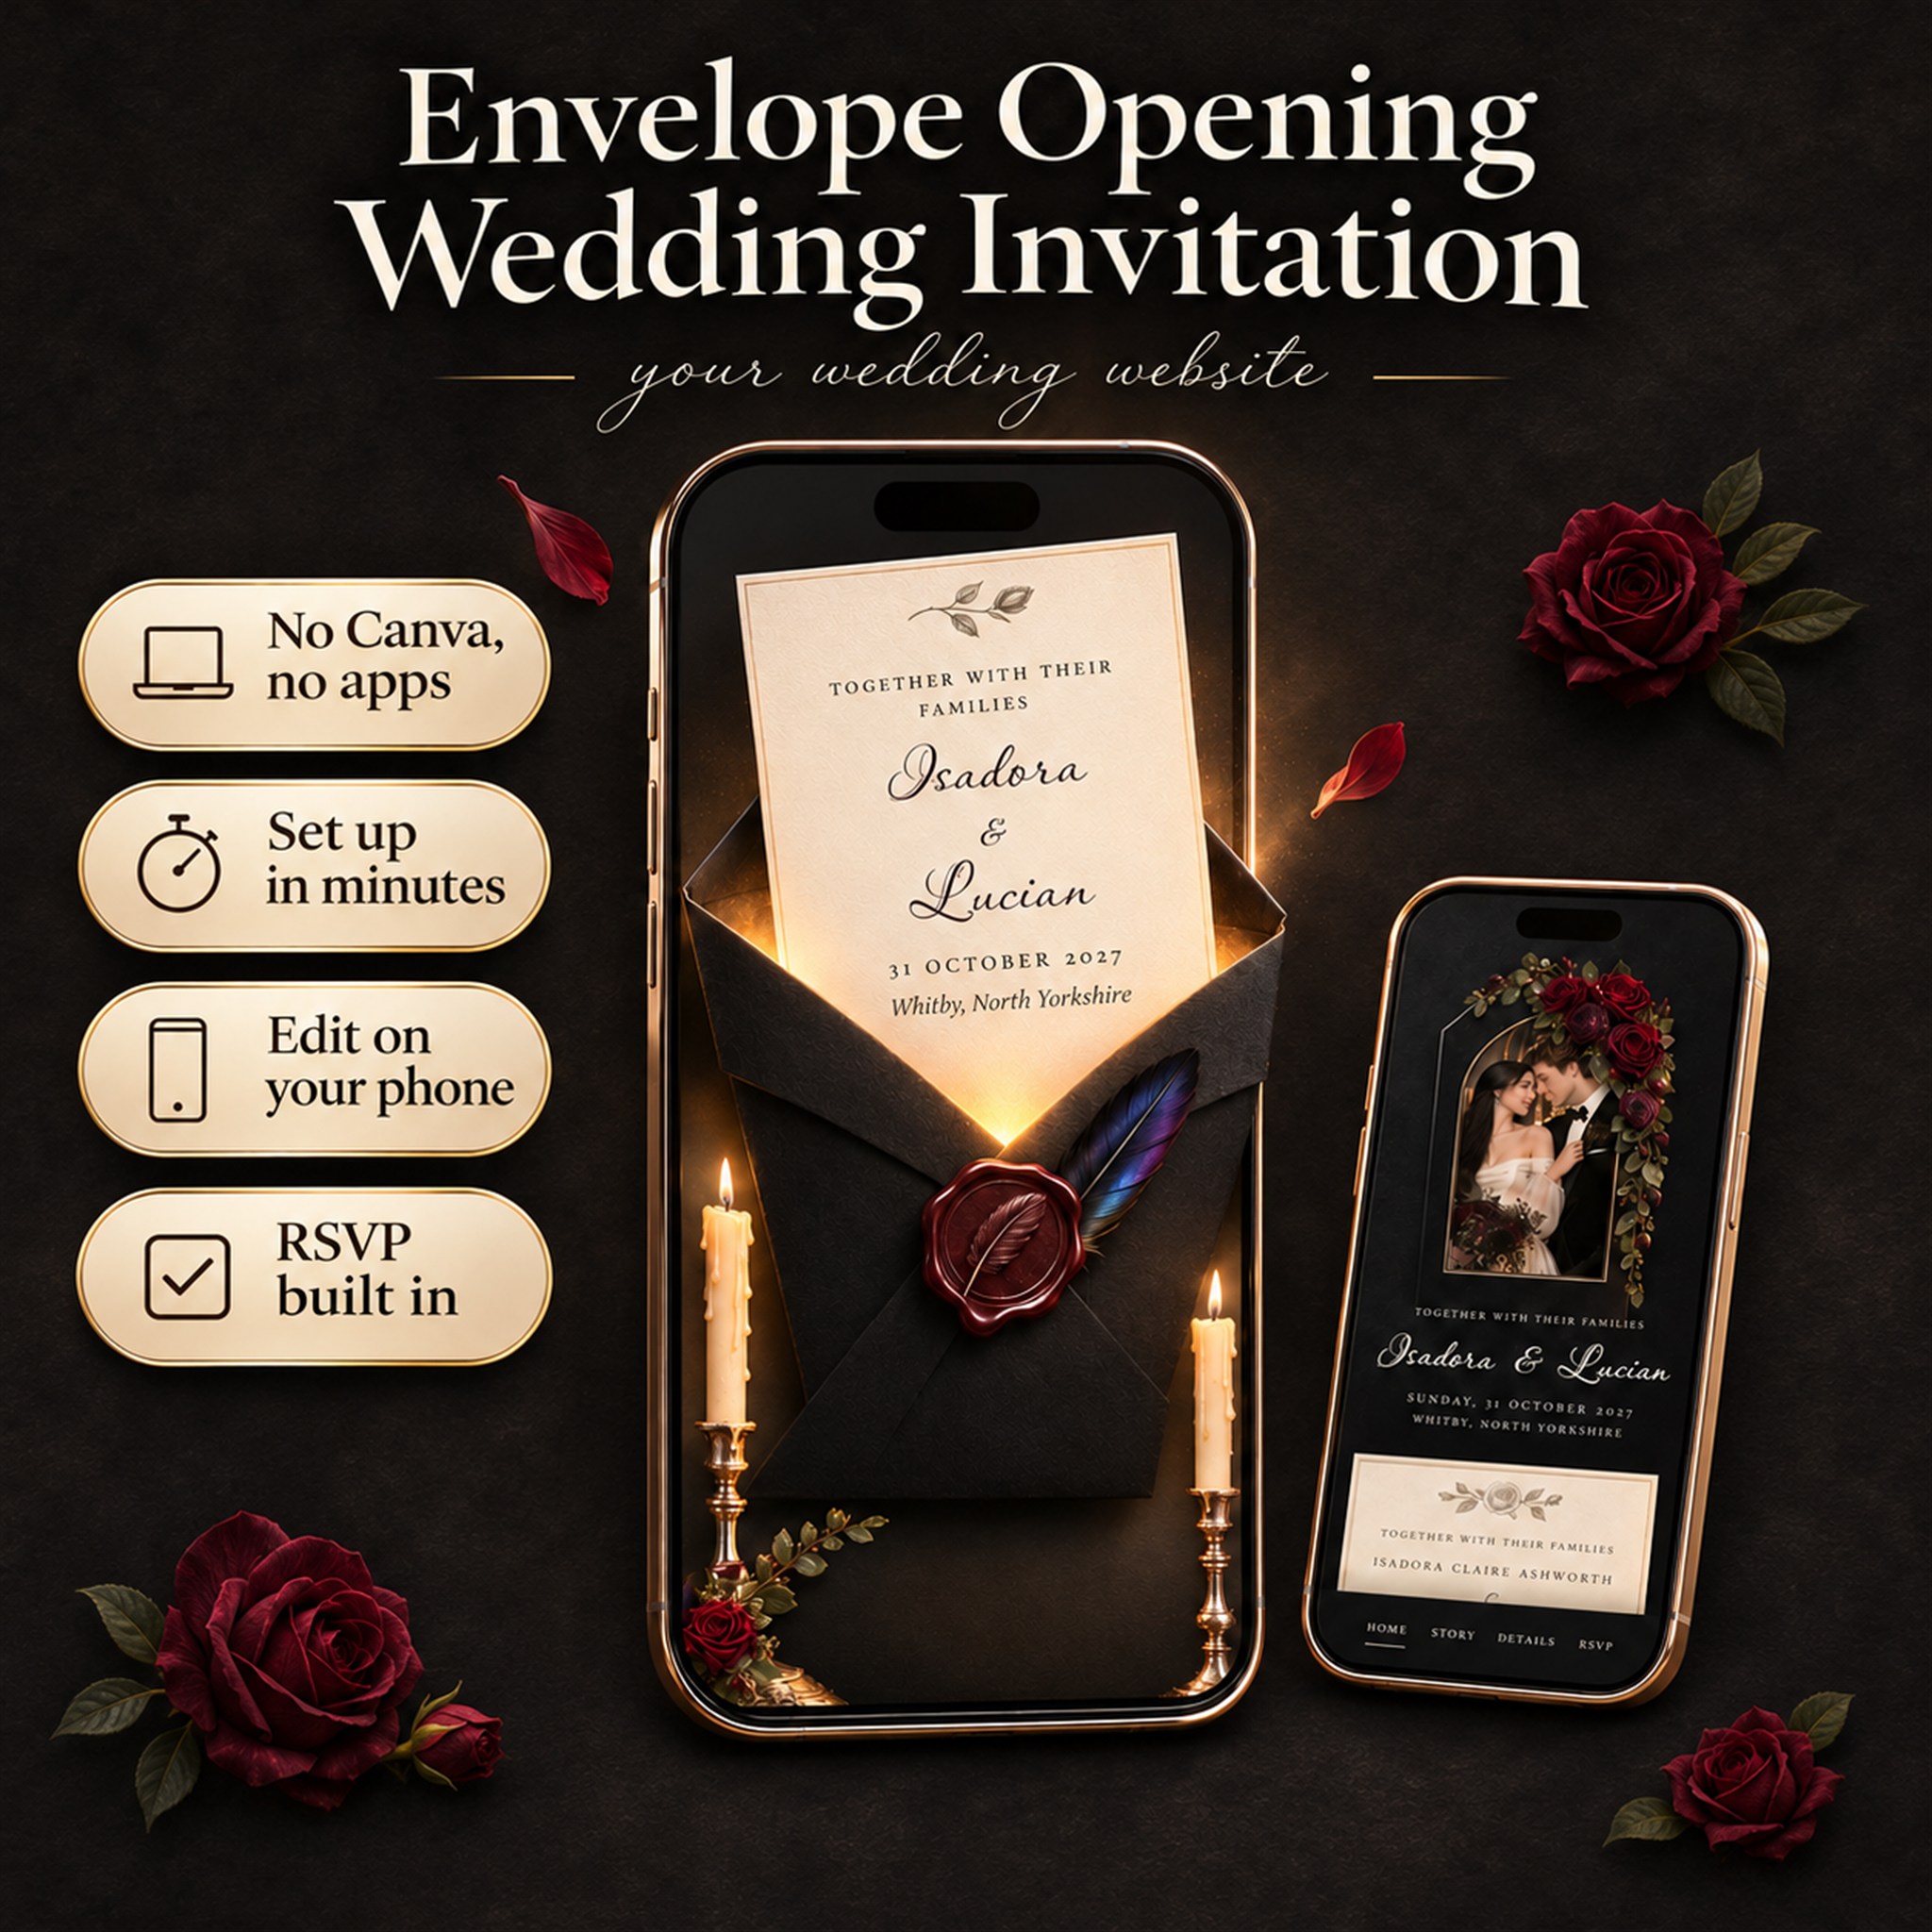 Envelope Opening
Wedding Invitation
your wedding website
No Canva,
no apps
Set up
in minutes
Edit on
your phone
RSVP
built in
TOGETHER WITH THEIR
FAMILIES
Isadora
&
Lucian
31 OCTOBER 2027
Whitby, North Yorkshire
TOGETHER WITH THEIR FAMILIES
Isadora & Lucian
SUNDAY, 31 OCTOBER 2027
WHITBY, NORTH YORKSHIRE
TOGETHER WITH THEIR FAMILIES
ISADORA CLAIRE ASHWORTH
HOME STORY DETAILS RSVP